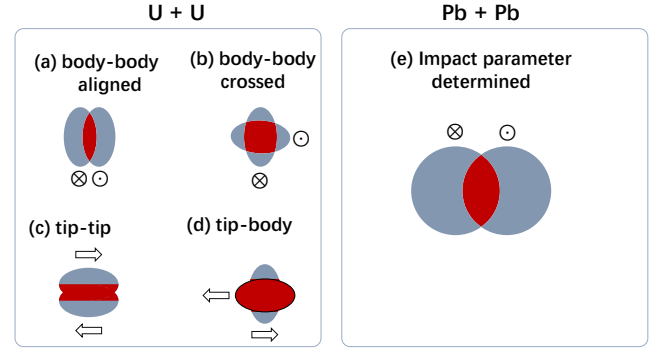 U + U
Pb + Pb
(a) body-body
aligned
(b) body-body
crossed
(e) Impact parameter
determined
(c) tip-tip
(d) tip-body